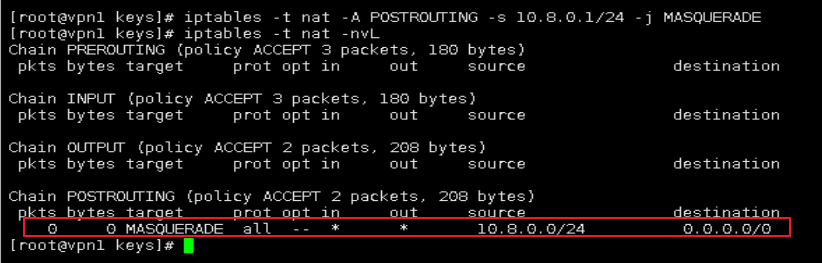 [root@vpn1 keys]# iptables -t nat -A POSTROUTING -s 10.8.0.1/24 -j MASQUERADE
[root@vpn1 keys]# iptables -t nat -nvL
Chain PREROUTING (policy ACCEPT 3 packets, 180 bytes)
 pkts bytes target     prot opt in     out     source               destination

Chain INPUT (policy ACCEPT 3 packets, 180 bytes)
 pkts bytes target     prot opt in     out     source               destination

Chain OUTPUT (policy ACCEPT 2 packets, 208 bytes)
 pkts bytes target     prot opt in     out     source               destination

Chain POSTROUTING (policy ACCEPT 2 packets, 208 bytes)
 pkts bytes target     prot opt in     out     source               destination
    0     0 MASQUERADE  all  --  *      *       10.8.0.0/24          0.0.0.0/0
[root@vpn1 keys]#